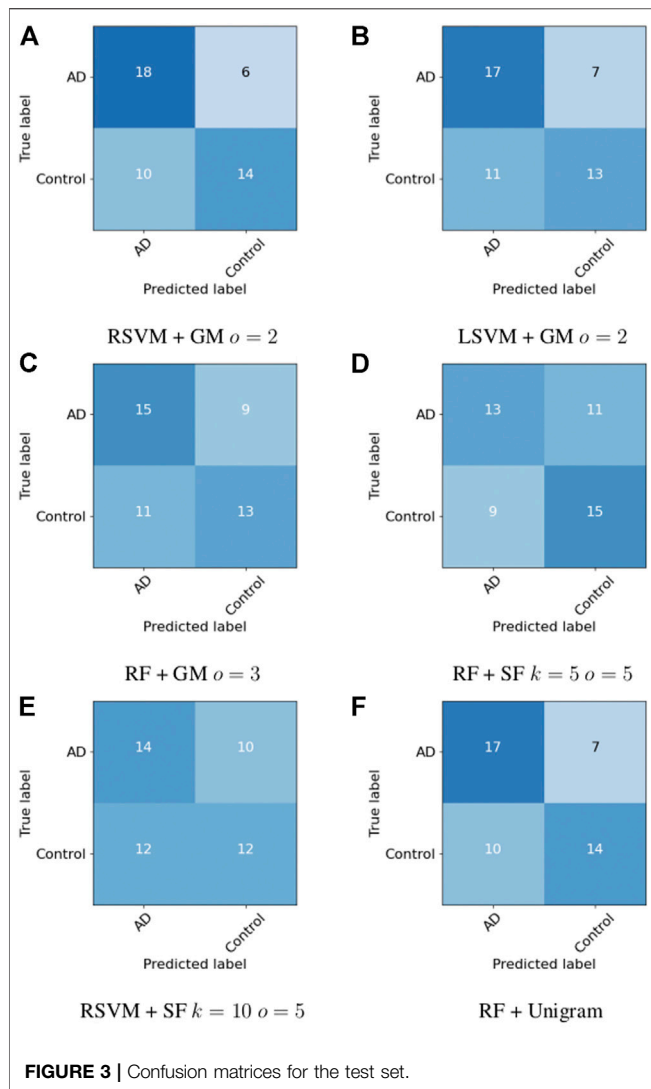 A
B
True label
AD
18
6
Control
10
14
AD
Control
Predicted label
True label
AD
17
7
Control
11
13
AD
Control
Predicted label
RSVM + GM o = 2
LSVM + GM o = 2
C
D
True label
AD
15
9
Control
11
13
AD
Control
Predicted label
True label
AD
13
11
Control
9
15
AD
Control
Predicted label
RF + GM o = 3
RF + SF k = 5 o = 5
E
F
True label
AD
14
10
Control
12
12
AD
Control
Predicted label
True label
AD
17
7
Control
10
14
AD
Control
Predicted label
RSVM + SF k = 10 o = 5
RF + Unigram
FIGURE 3 | Confusion matrices for the test set.